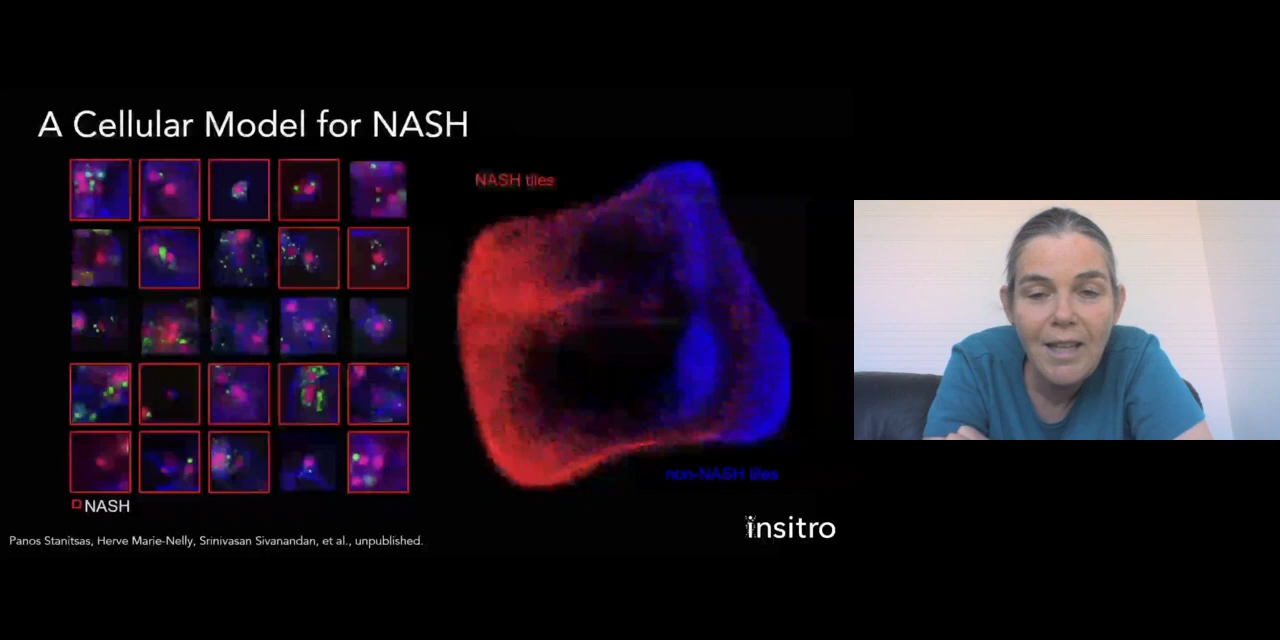 A Cellular Model for NASH
NASH tiles
non-NASH tiles
NASH
insitro
Panos Stanitsas, Herve Marie-Nelly, Srinivasan Sivanandan, et al., unpublished.